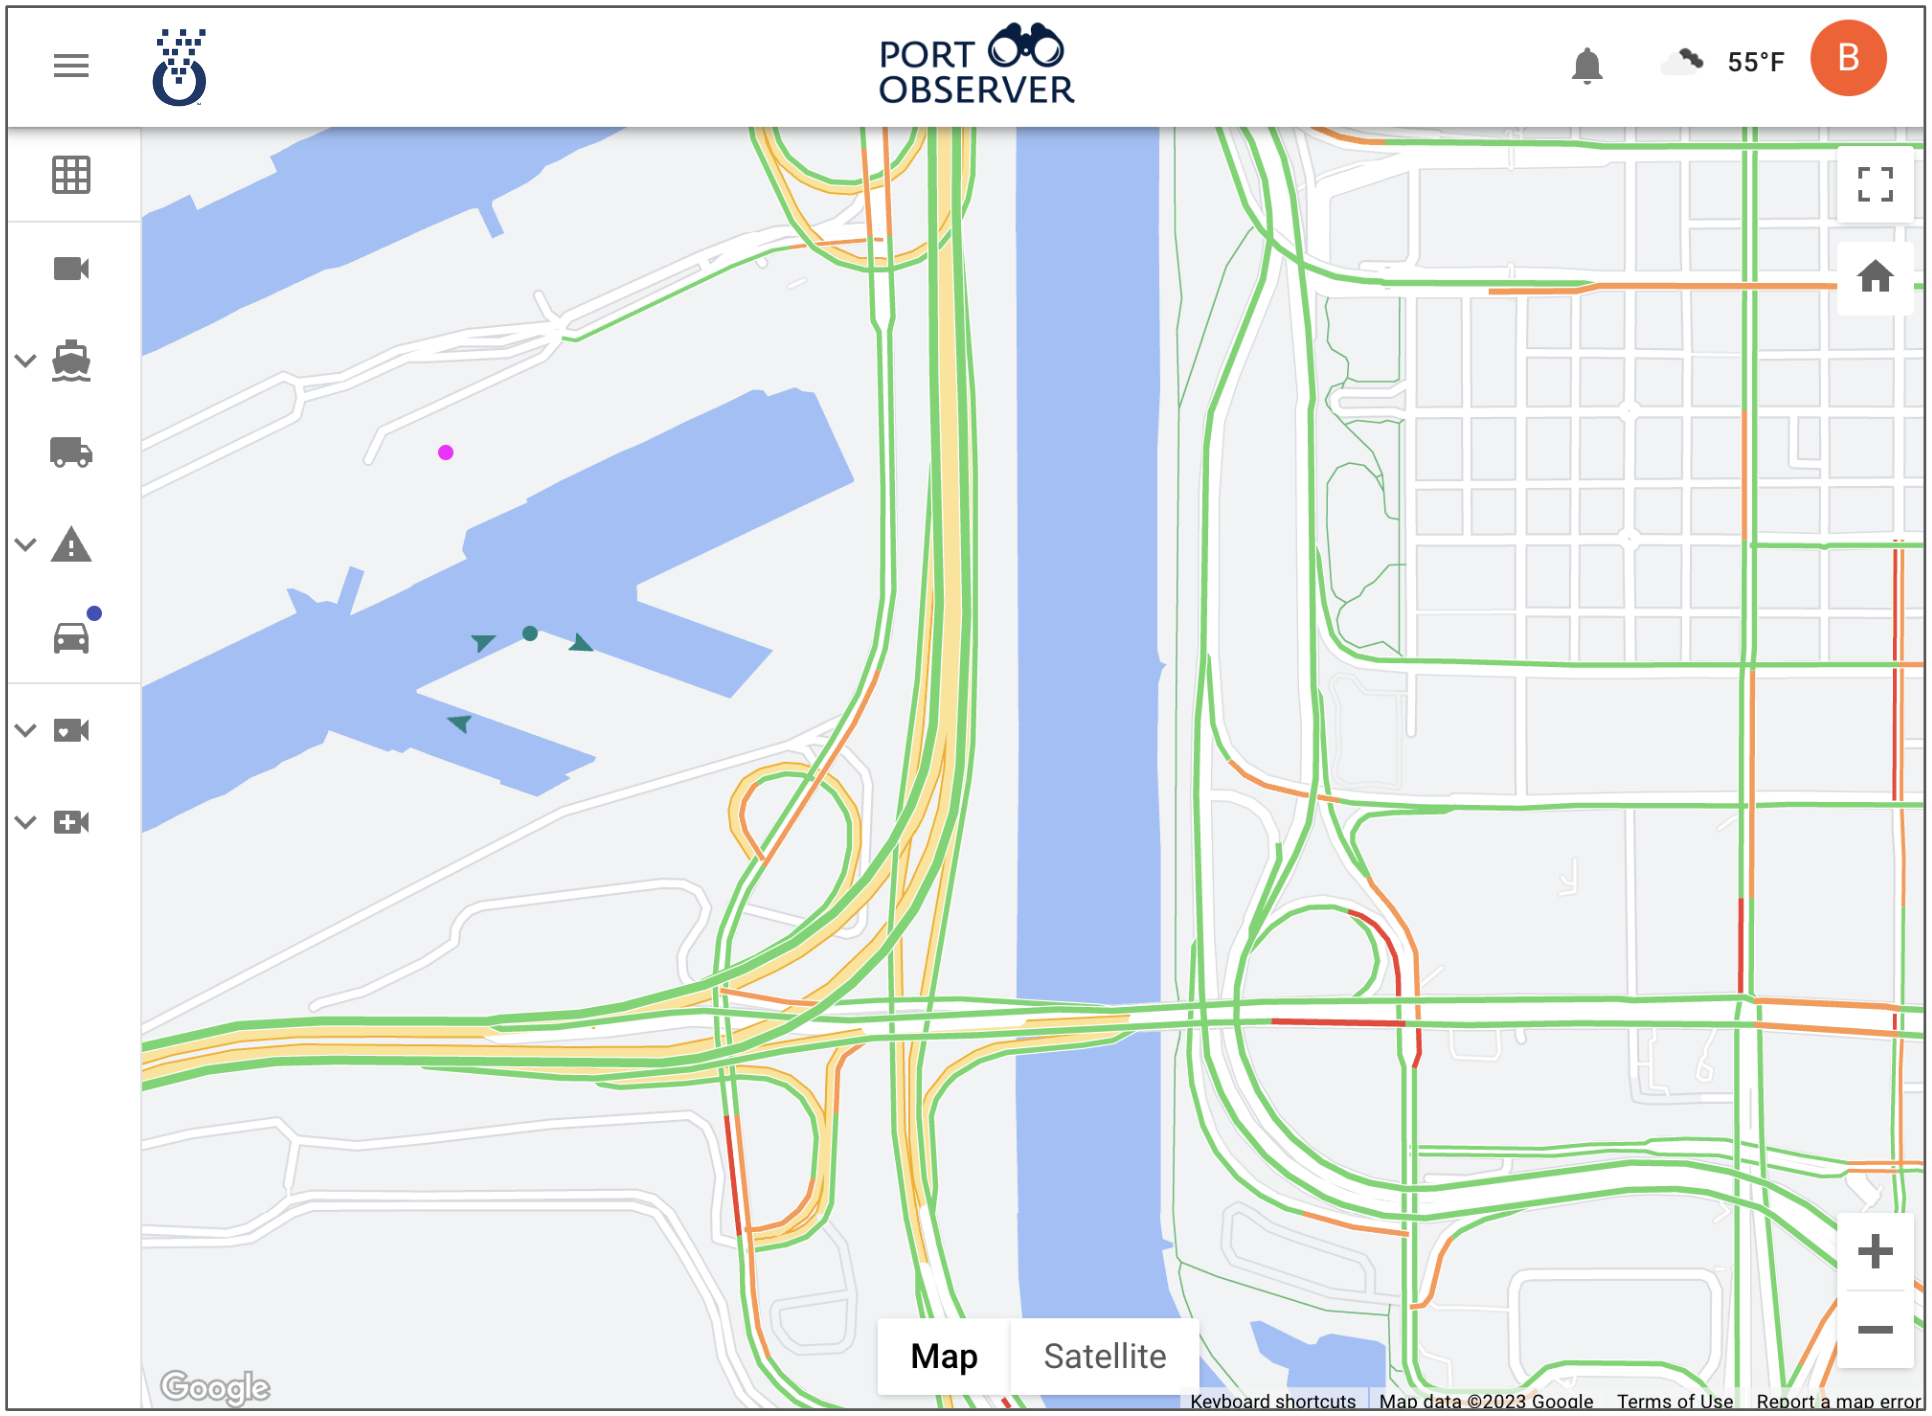 PORT
OBSERVER
55°F
B
Map
Satellite
Google
Keyboard shortcuts
Map data ©2023 Google
Terms of Use
Report a map error